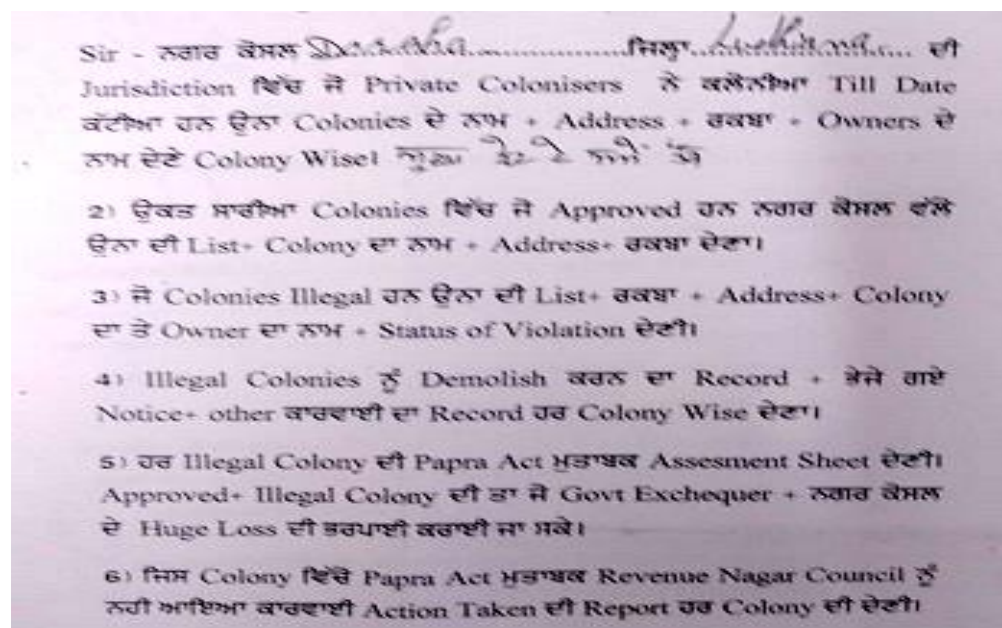 Sir - ਨਗਰ ਕੋਸਲ Doraha....................ਜਿਲ੍ਹਾ..Ludhiana.... ਦੀ
Jurisdiction ਵਿੱਚ ਜੋ Private Colonisers ਨੇ ਕਲੋਨੀਆ Till Date
ਕੱਟੀਆ ਹਨ ਉਨਾ Colonies ਦੇ ਨਾਮ + Address + ਰਕਬਾ + Owners ਦੇ
ਨਾਮ ਦੇਣੇ Colony Wise।
2) ਉਕਤ ਸਾਰੀਆ Colonies ਵਿੱਚ ਜੋ Approved ਹਨ ਨਗਰ ਕੋਸਲ ਵੱਲੋ
ਉਨਾ ਦੀ List+ Colony ਦਾ ਨਾਮ + Address+ ਰਕਬਾ ਦੇਣਾ।
3) ਜੋ Colonies Illegal ਹਨ ਉਨਾ ਦੀ List+ ਰਕਬਾ + Address+ Colony
ਦਾ ਤੇ Owner ਦਾ ਨਾਮ + Status of Violation ਦੇਣੀ।
4) Illegal Colonies ਨੂੰ Demolish ਕਰਨ ਦਾ Record + ਭੇਜੇ ਗਏ
Notice+ other ਕਾਰਵਾਈ ਦਾ Record ਹਰ Colony Wise ਦੇਣਾ।
5) ਹਰ Illegal Colony ਦੀ Papra Act ਮੁਤਾਬਕ Assesment Sheet ਦੇਣੀ।
Approved+ Illegal Colony ਦੀ ਤਾ ਜੋ Govt Exchequer + ਨਗਰ ਕੋਸਲ
ਦੇ Huge Loss ਦੀ ਭਰਪਾਈ ਕਰਾਈ ਜਾ ਸਕੇ।
6) ਜਿਸ Colony ਵਿੱਚੋ Papra Act ਮੁਤਾਬਕ Revenue Nagar Council ਨੂੰ
ਨਹੀ ਆਇਆ ਕਾਰਵਾਈ Action Taken ਦੀ Report ਹਰ Colony ਦੀ ਦੇਣੀ।